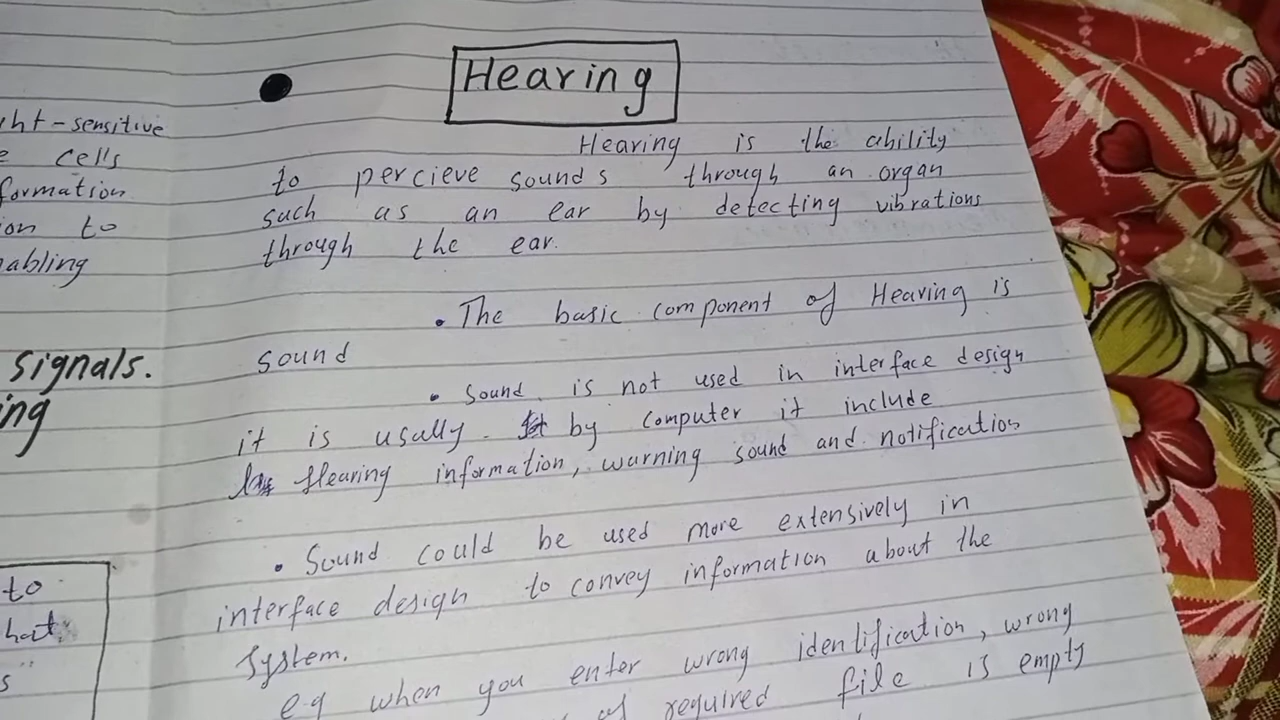 Hearing
Hearing is the ability
to percieve sounds through an organ
such as an ear by detecting vibrations
through the ear.
• The basic component of Hearing is
sound
• Sound is not used in interface design
it is usally by computer it include
Hearing information, warning sound and notification
• Sound could be used more extensively in
interface design to convey information about the
system.
e.g when you enter wrong identification, wrong
of required file is empty
ht-sensitive
cells
formation
ion to
abling
signals.
ing
to
s